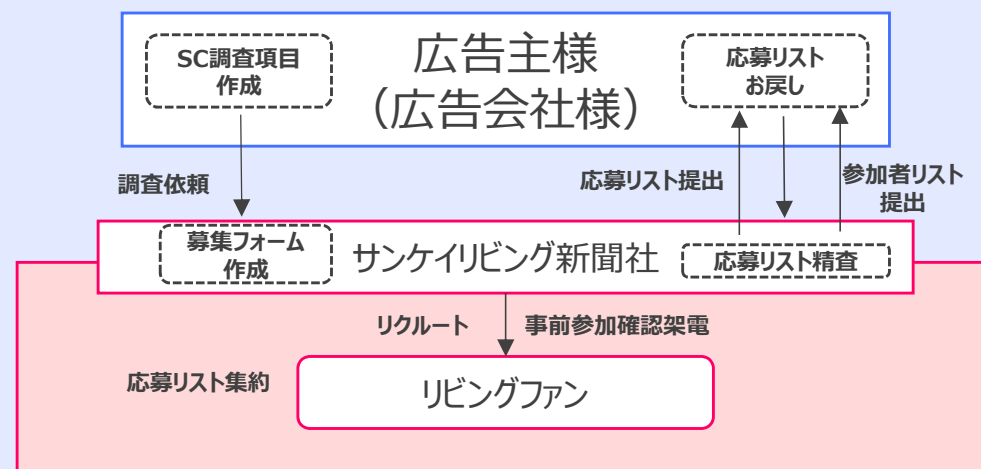 SC調査項目
作成
広告主様
（広告会社様）
応募リスト
お戻し
調査依頼
応募リスト提出
参加者リスト
提出
募集フォーム
作成
サンケイリビング新聞社
応募リスト精査
リクルート
事前参加確認架電
応募リスト集約
リビングファン